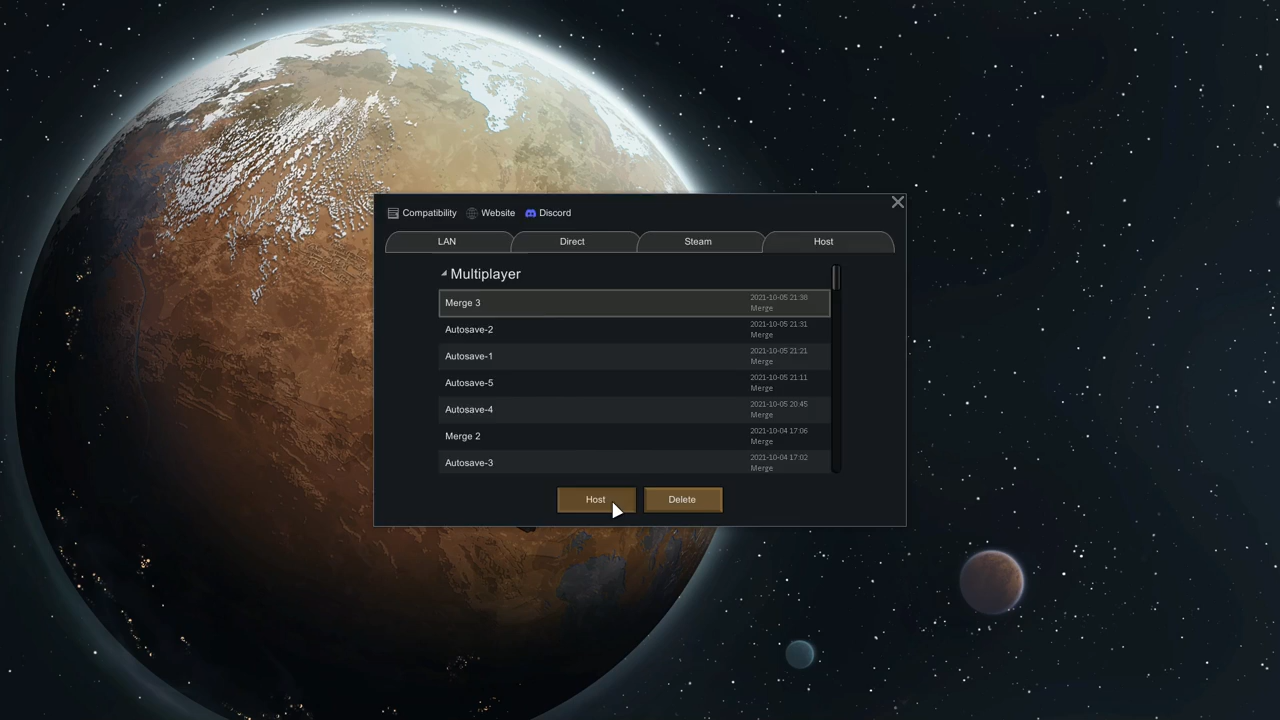 Compatibility Website Discord
LAN Direct Steam Host
Multiplayer
Merge 3 2021-10-05 21:38
Merge
Autosave-2 2021-10-05 21:31
Merge
Autosave-1 2021-10-05 21:21
Merge
Autosave-5 2021-10-05 21:11
Merge
Autosave-4 2021-10-05 20:45
Merge
Merge 2 2021-10-04 17:06
Merge
Autosave-3 2021-10-04 17:02
Merge
Host Delete